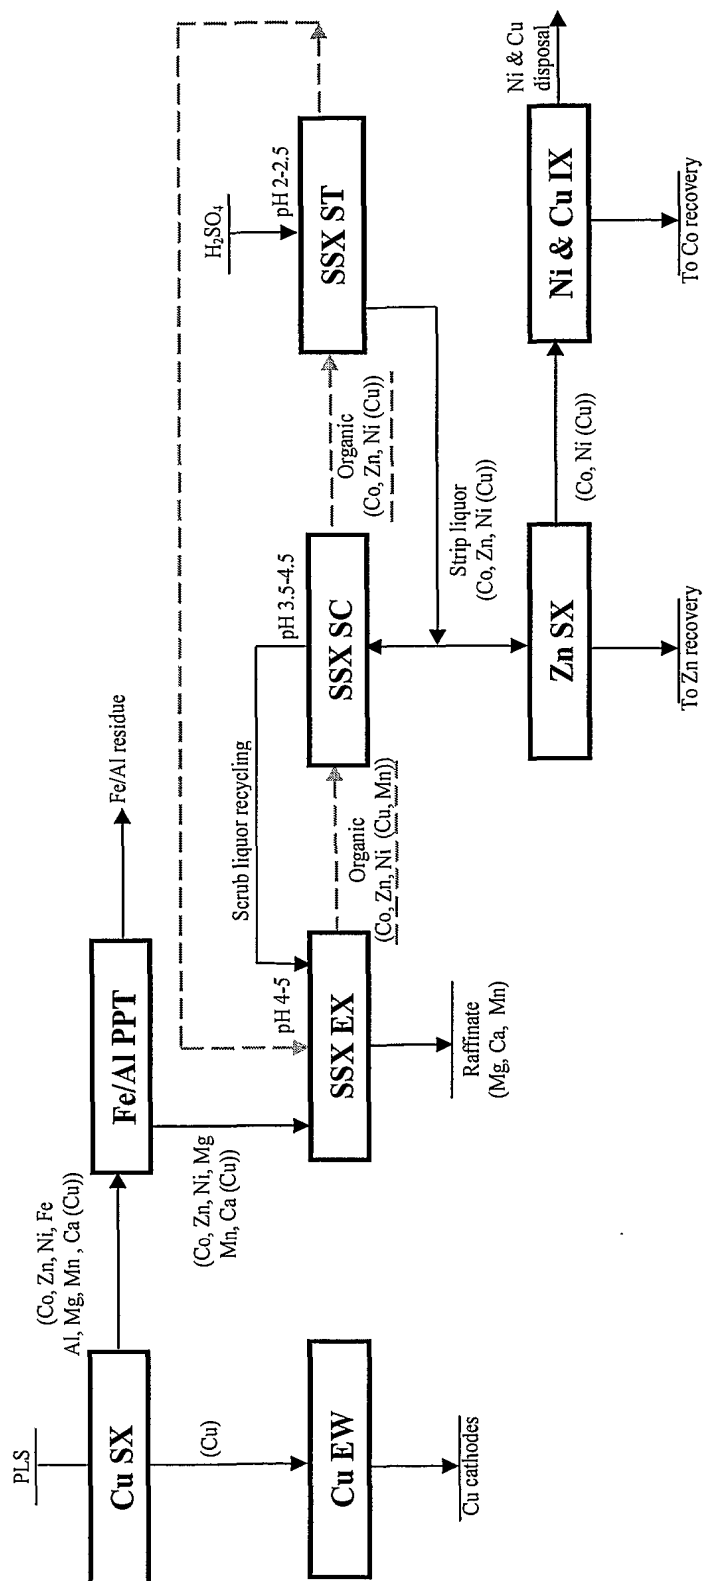 PLS
Cu SX
(Cu)
Cu EW
Cu cathodes
(Co, Zn, Ni, Fe
Al, Mg, Mn , Ca (Cu))
Fe/Al PPT
Fe/Al residue
(Co, Zn, Ni, Mg
Mn, Ca (Cu))
pH 4-5
SSX EX
Raffinate
(Mg, Ca, Mn)
Scrub liquor recycling
Organic
(Co, Zn, Ni (Cu, Mn))
pH 3.5-4.5
SSX SC
Organic
(Co, Zn, Ni (Cu))
H₂SO₄
pH 2-2.5
SSX ST
Strip liquor
(Co, Zn, Ni (Cu))
Zn SX
To Zn recovery
(Co, Ni (Cu))
Ni & Cu IX
Ni & Cu
disposal
To Co recovery